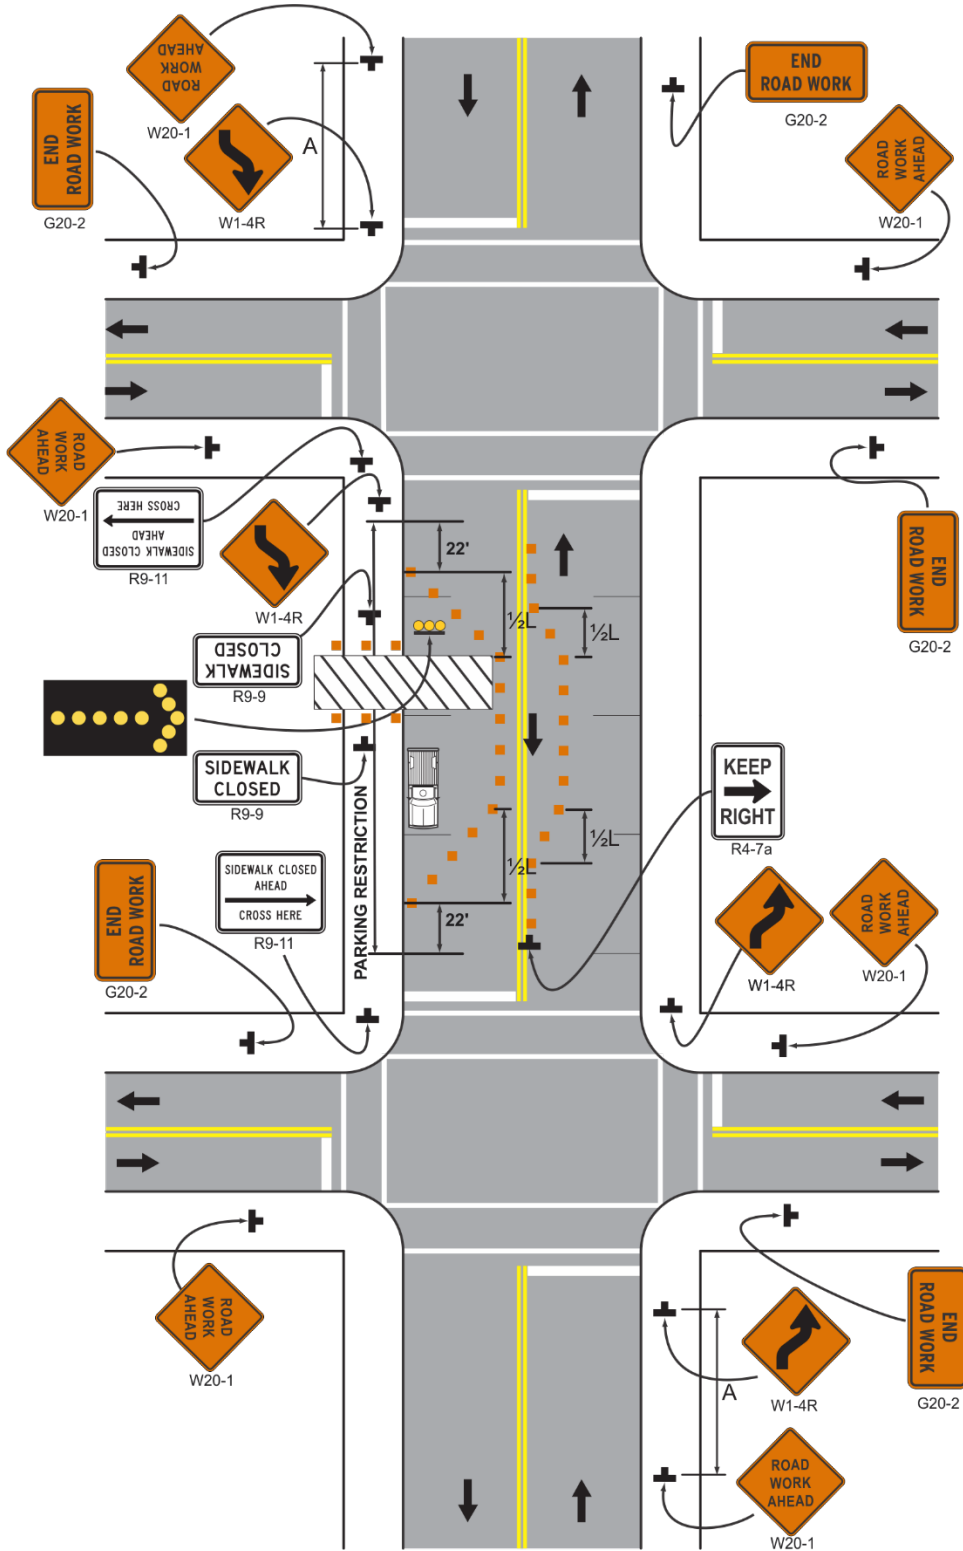 ROAD
WORK
AHEAD
W20-1
END
ROAD WORK
G20-2
W1-4R
A
END
ROAD WORK
G20-2
ROAD
WORK
AHEAD
W20-1
ROAD
WORK
AHEAD
W20-1
SIDEWALK CLOSED
AHEAD
CROSS HERE
R9-11
W1-4R
22'
½L
½L
SIDEWALK
CLOSED
R9-9
END
ROAD WORK
G20-2
SIDEWALK
CLOSED
R9-9
KEEP
RIGHT
R4-7a
PARKING RESTRICTION
½L
½L
22'
SIDEWALK CLOSED
AHEAD
CROSS HERE
R9-11
END
ROAD WORK
G20-2
W1-4R
ROAD
WORK
AHEAD
W20-1
ROAD
WORK
AHEAD
W20-1
A
W1-4R
END
ROAD WORK
G20-2
ROAD
WORK
AHEAD
W20-1